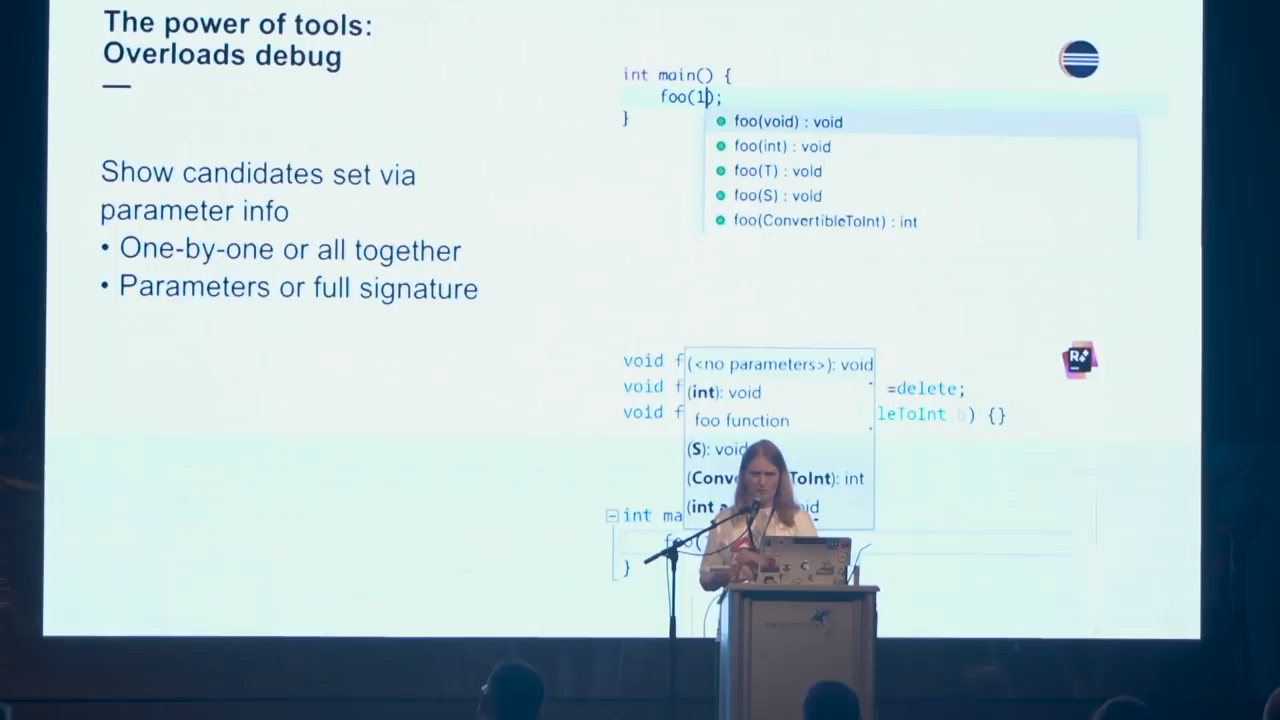 The power of tools:
Overloads debug
Show candidates set via
parameter info
• One-by-one or all together
• Parameters or full signature
int main() {
foo(1);
}
foo(void) : void
foo(int) : void
foo(T) : void
foo(S) : void
foo(ConvertibleToInt) : int
void f
void f
void f
(<no parameters>): void
(int): void
foo function
(S): void
(Conv
ToInt): int
(int
=delete;
leToInt b) {}
int ma
}
R